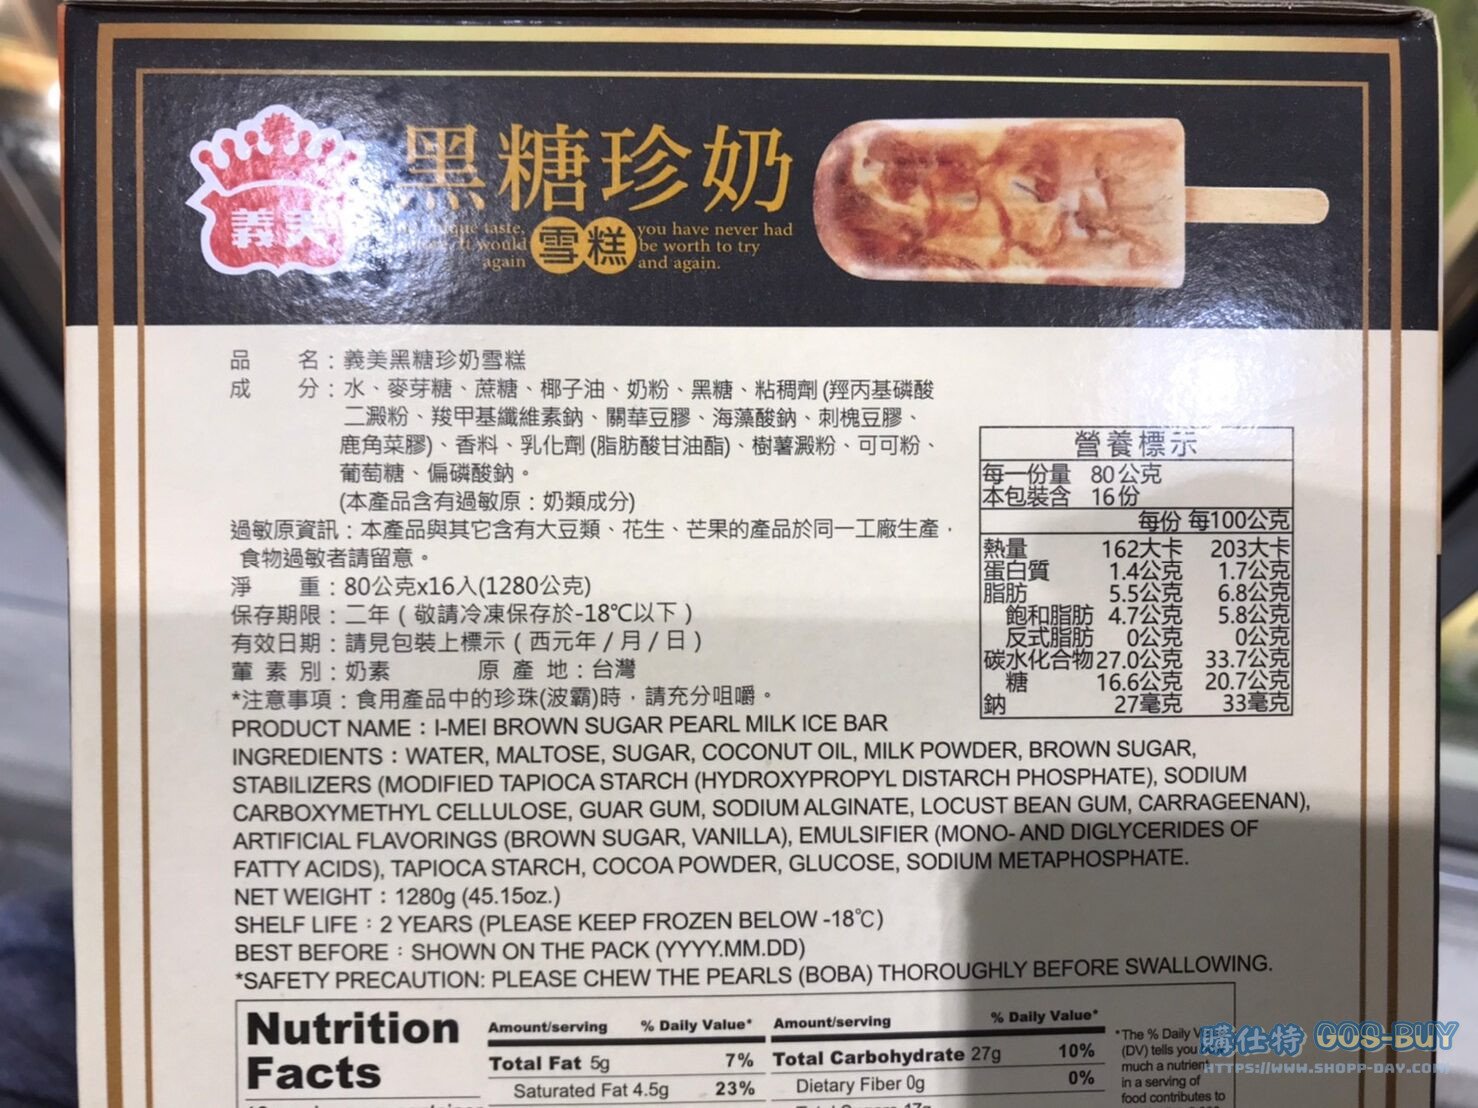 義美
黑糖珍奶
雪糕
taste,
would
again
you have never had
be worth to try
and again.
品 名：義美黑糖珍奶雪糕
成 分：水、麥芽糖、蔗糖、椰子油、奶粉、黑糖、粘稠劑 (羥丙基磷酸
二澱粉、羧甲基纖維素鈉、關華豆膠、海藻酸鈉、刺槐豆膠、
鹿角菜膠)、香料、乳化劑 (脂肪酸甘油酯)、樹薯澱粉、可可粉、
葡萄糖、偏磷酸鈉。
(本產品含有過敏原：奶類成分)
過敏原資訊：本產品與其它含有大豆類、花生、芒果的產品於同一工廠生產，
食物過敏者請留意。
淨 重：80公克x16入(1280公克)
保存期限：二年 ( 敬請冷凍保存於-18℃以下 )
有效日期：請見包裝上標示 ( 西元年 / 月 / 日 )
葷 素 別：奶素 原 產 地：台灣
*注意事項：食用產品中的珍珠(波霸)時，請充分咀嚼。
營養標示
每一份量 80公克
本包裝含 16份
每份 每100公克
熱量 162大卡 203大卡
蛋白質 1.4公克 1.7公克
脂肪 5.5公克 6.8公克
飽和脂肪 4.7公克 5.8公克
反式脂肪 0公克 0公克
碳水化合物 27.0公克 33.7公克
糖 16.6公克 20.7公克
鈉 27毫克 33毫克
PRODUCT NAME：I-MEI BROWN SUGAR PEARL MILK ICE BAR
INGREDIENTS：WATER, MALTOSE, SUGAR, COCONUT OIL, MILK POWDER, BROWN SUGAR,
STABILIZERS (MODIFIED TAPIOCA STARCH (HYDROXYPROPYL DISTARCH PHOSPHATE), SODIUM
CARBOXYMETHYL CELLULOSE, GUAR GUM, SODIUM ALGINATE, LOCUST BEAN GUM, CARRAGEENAN),
ARTIFICIAL FLAVORINGS (BROWN SUGAR, VANILLA), EMULSIFIER (MONO- AND DIGLYCERIDES OF
FATTY ACIDS), TAPIOCA STARCH, COCOA POWDER, GLUCOSE, SODIUM METAPHOSPHATE.
NET WEIGHT：1280g (45.15oz.)
SHELF LIFE：2 YEARS (PLEASE KEEP FROZEN BELOW -18℃)
BEST BEFORE：SHOWN ON THE PACK (YYYY.MM.DD)
*SAFETY PRECAUTION: PLEASE CHEW THE PEARLS (BOBA) THOROUGHLY BEFORE SWALLOWING.
Nutrition
Facts
Amount/serving % Daily Value*
Total Fat 5g 7%
Saturated Fat 4.5g 23%
Amount/serving % Daily Value*
Total Carbohydrate 27g 10%
Dietary Fiber 0g 0%
*The % Daily
(DV) tells you
much a nutrient
in a serving of
food contributes to
購仕特 GOS-BUY
HTTPS://WWW.SHOPP-DAY.COM